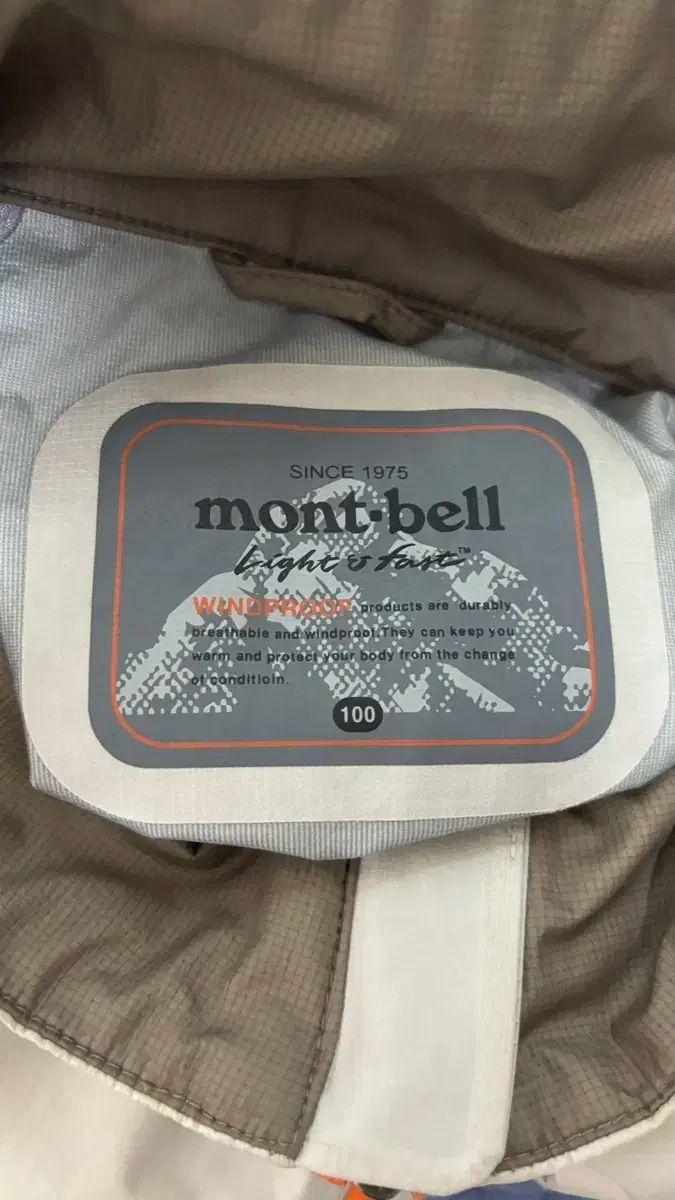 SINCE 1975
mont-bell
Light & fast™
WINDPROOF products are durably
breathable and windproof.They can keep you
warm and protect your body from the change
of conditioin.
100